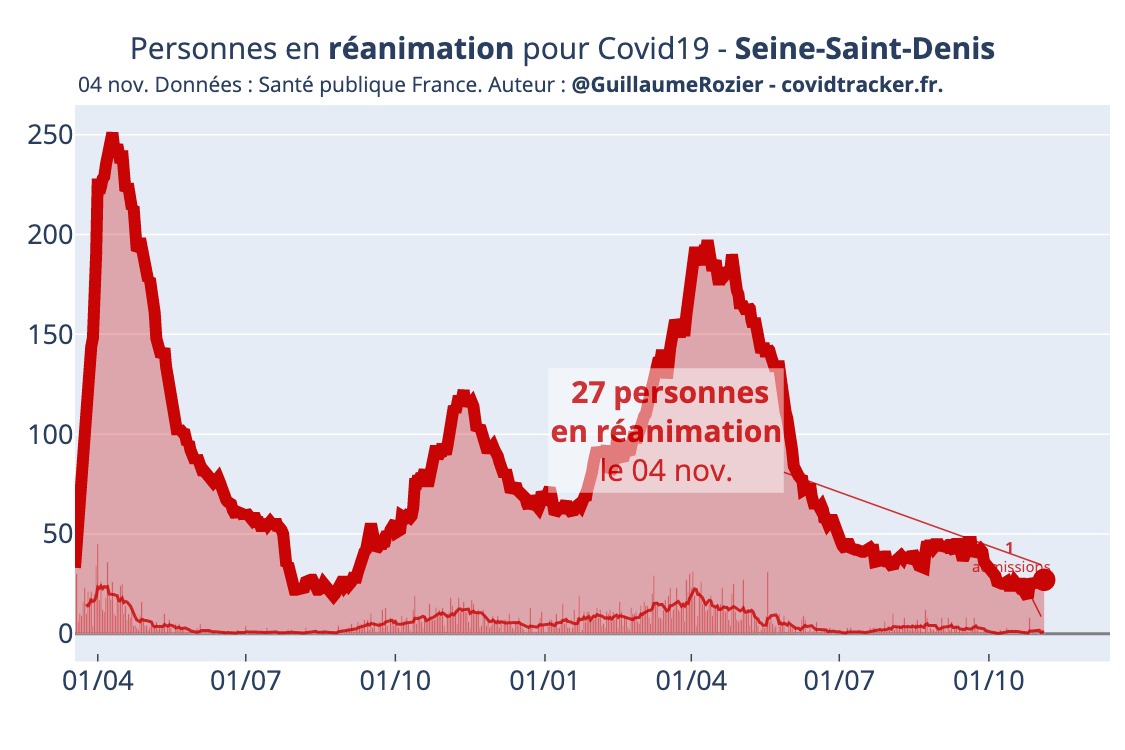 Personnes en réanimation pour Covid19 - Seine-Saint-Denis
04 nov. Données : Santé publique France. Auteur : @GuillaumeRozier - covidtracker.fr.
250
200
150
100
50
0
27 personnes
en réanimation
le 04 nov.
1
admissions
01/04
01/07
01/10
01/01
01/04
01/07
01/10